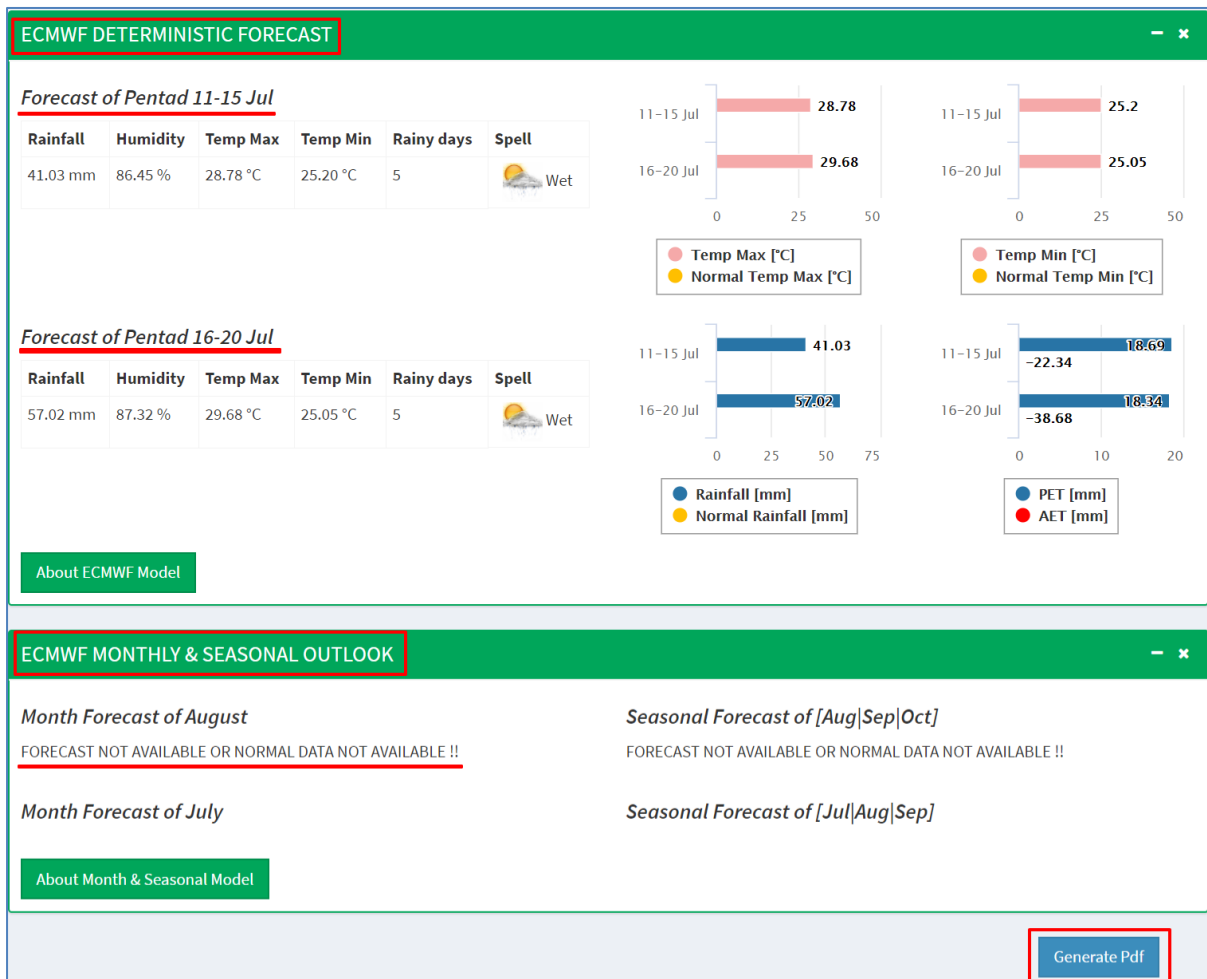 ECMWF DETERMINISTIC FORECAST
Forecast of Pentad 11-15 Jul
Rainfall Humidity Temp Max Temp Min Rainy days Spell
41.03 mm 86.45 % 28.78 °C 25.20 °C 5 Wet
11-15 Jul 28.78
16-20 Jul 29.68
0 25 50
Temp Max [°C]
Normal Temp Max [°C]
11-15 Jul 25.2
16-20 Jul 25.05
0 25 50
Temp Min [°C]
Normal Temp Min [°C]
Forecast of Pentad 16-20 Jul
Rainfall Humidity Temp Max Temp Min Rainy days Spell
57.02 mm 87.32 % 29.68 °C 25.05 °C 5 Wet
11-15 Jul 41.03
16-20 Jul 57.02
0 25 50 75
Rainfall [mm]
Normal Rainfall [mm]
11-15 Jul 18.69
-22.34
16-20 Jul 18.34
-38.68
0 10 20
PET [mm]
AET [mm]
About ECMWF Model
ECMWF MONTHLY & SEASONAL OUTLOOK
Month Forecast of August
FORECAST NOT AVAILABLE OR NORMAL DATA NOT AVAILABLE !!
Seasonal Forecast of [Aug|Sep|Oct]
FORECAST NOT AVAILABLE OR NORMAL DATA NOT AVAILABLE !!
Month Forecast of July
Seasonal Forecast of [Jul|Aug|Sep]
About Month & Seasonal Model
Generate Pdf